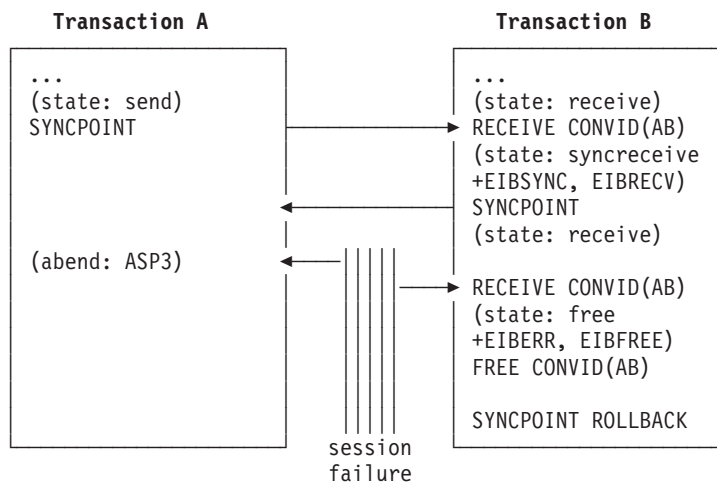 Transaction A
...
(state: send)
SYNCPOINT
(abend: ASP3)
Transaction B
...
(state: receive)
RECEIVE CONVID(AB)
(state: syncreceive
+EIBSYNC, EIBRECV)
SYNCPOINT
(state: receive)
RECEIVE CONVID(AB)
(state: free
+EIBERR, EIBFREE)
FREE CONVID(AB)
SYNCPOINT ROLLBACK
session
failure